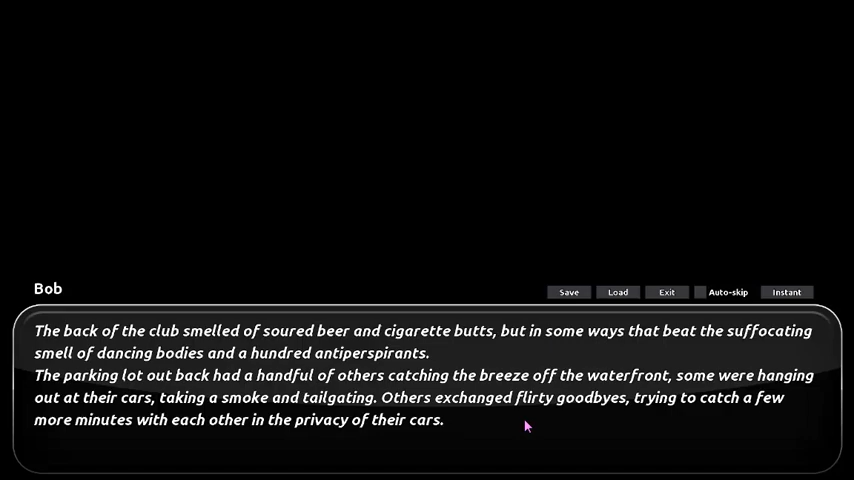 Bob
Save Load Exit Auto-skip Instant
The back of the club smelled of soured beer and cigarette butts, but in some ways that beat the suffocating
smell of dancing bodies and a hundred antiperspirants.
The parking lot out back had a handful of others catching the breeze off the waterfront, some were hanging
out at their cars, taking a smoke and tailgating. Others exchanged flirty goodbyes, trying to catch a few
more minutes with each other in the privacy of their cars.